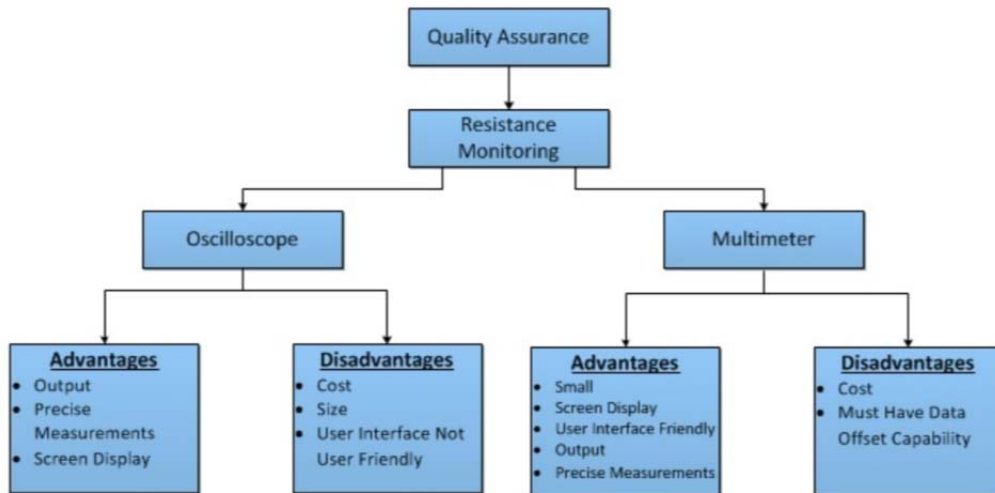 Quality Assurance
Resistance
Monitoring
Oscilloscope
Multimeter
Advantages
• Output
• Precise
Measurements
• Screen Display
Disadvantages
• Cost
• Size
• User Interface Not
User Friendly
Advantages
• Small
• Screen Display
• User Interface Friendly
• Output
• Precise Measurements
Disadvantages
• Cost
• Must Have Data
Offset Capability